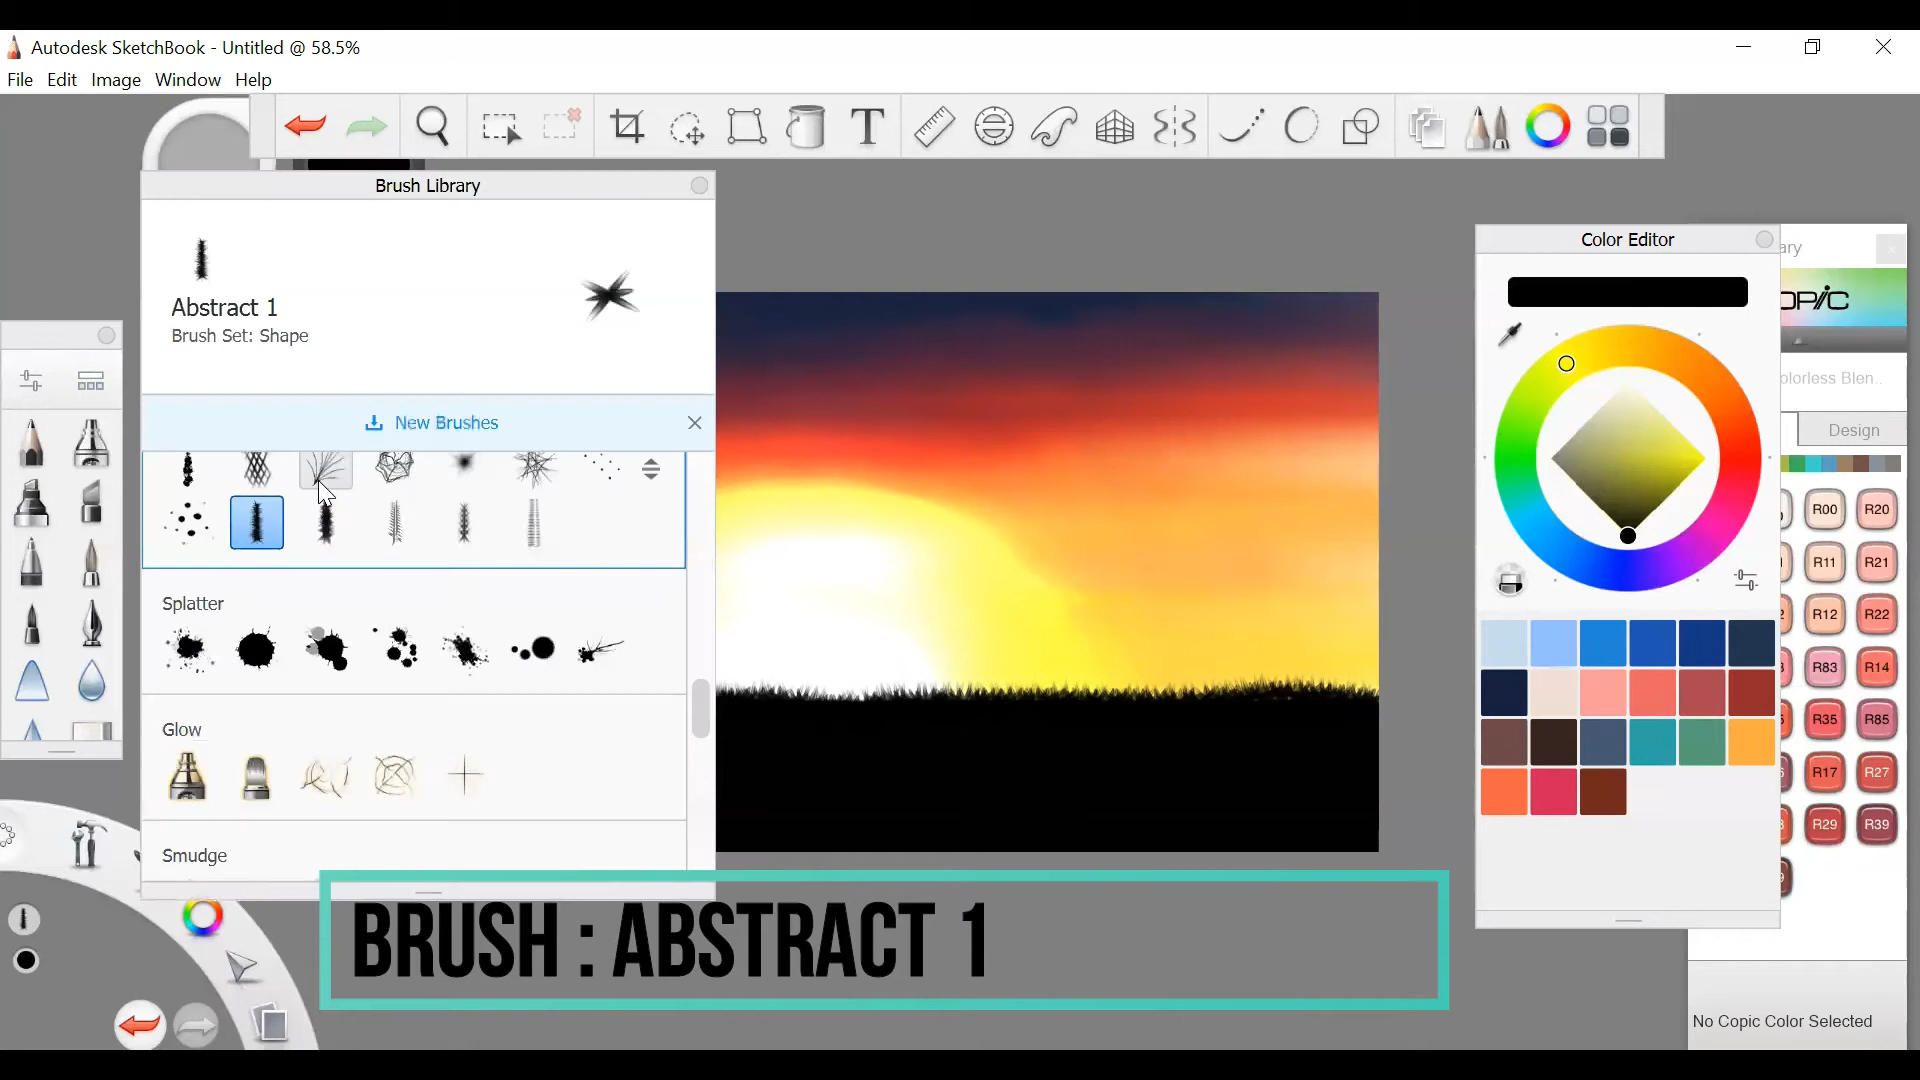 Autodesk SketchBook - Untitled @ 58.5%
File Edit Image Window Help
T
Brush Library
Abstract 1
Brush Set: Shape
New Brushes
Splatter
Glow
Smudge
Color Editor
Design
R00 R20
R11 R21
R12 R22
R83 R14
R35 R85
R17 R27
R29 R39
No Copic Color Selected
BRUSH : ABSTRACT 1